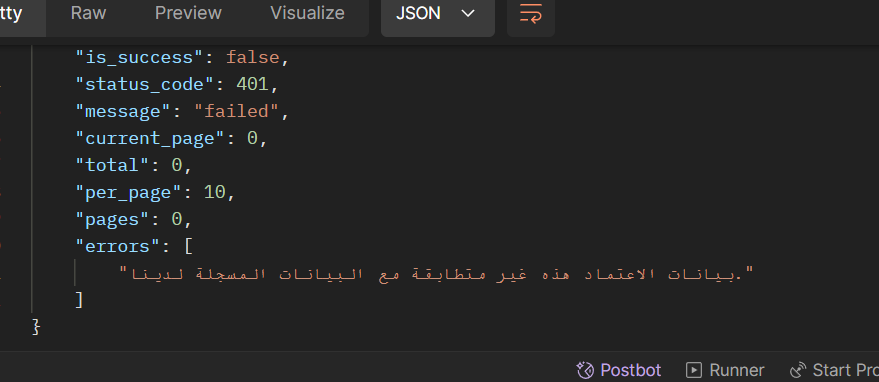 tty Raw Preview Visualize JSON
"is_success": false,
"status_code": 401,
"message": "failed",
"current_page": 0,
"total": 0,
"per_page": 10,
"pages": 0,
"errors": [
"بيانات الاعتماد هذه غير متطابقة مع البيانات المسجلة لدينا."
]
}
Postbot Runner Start Pro